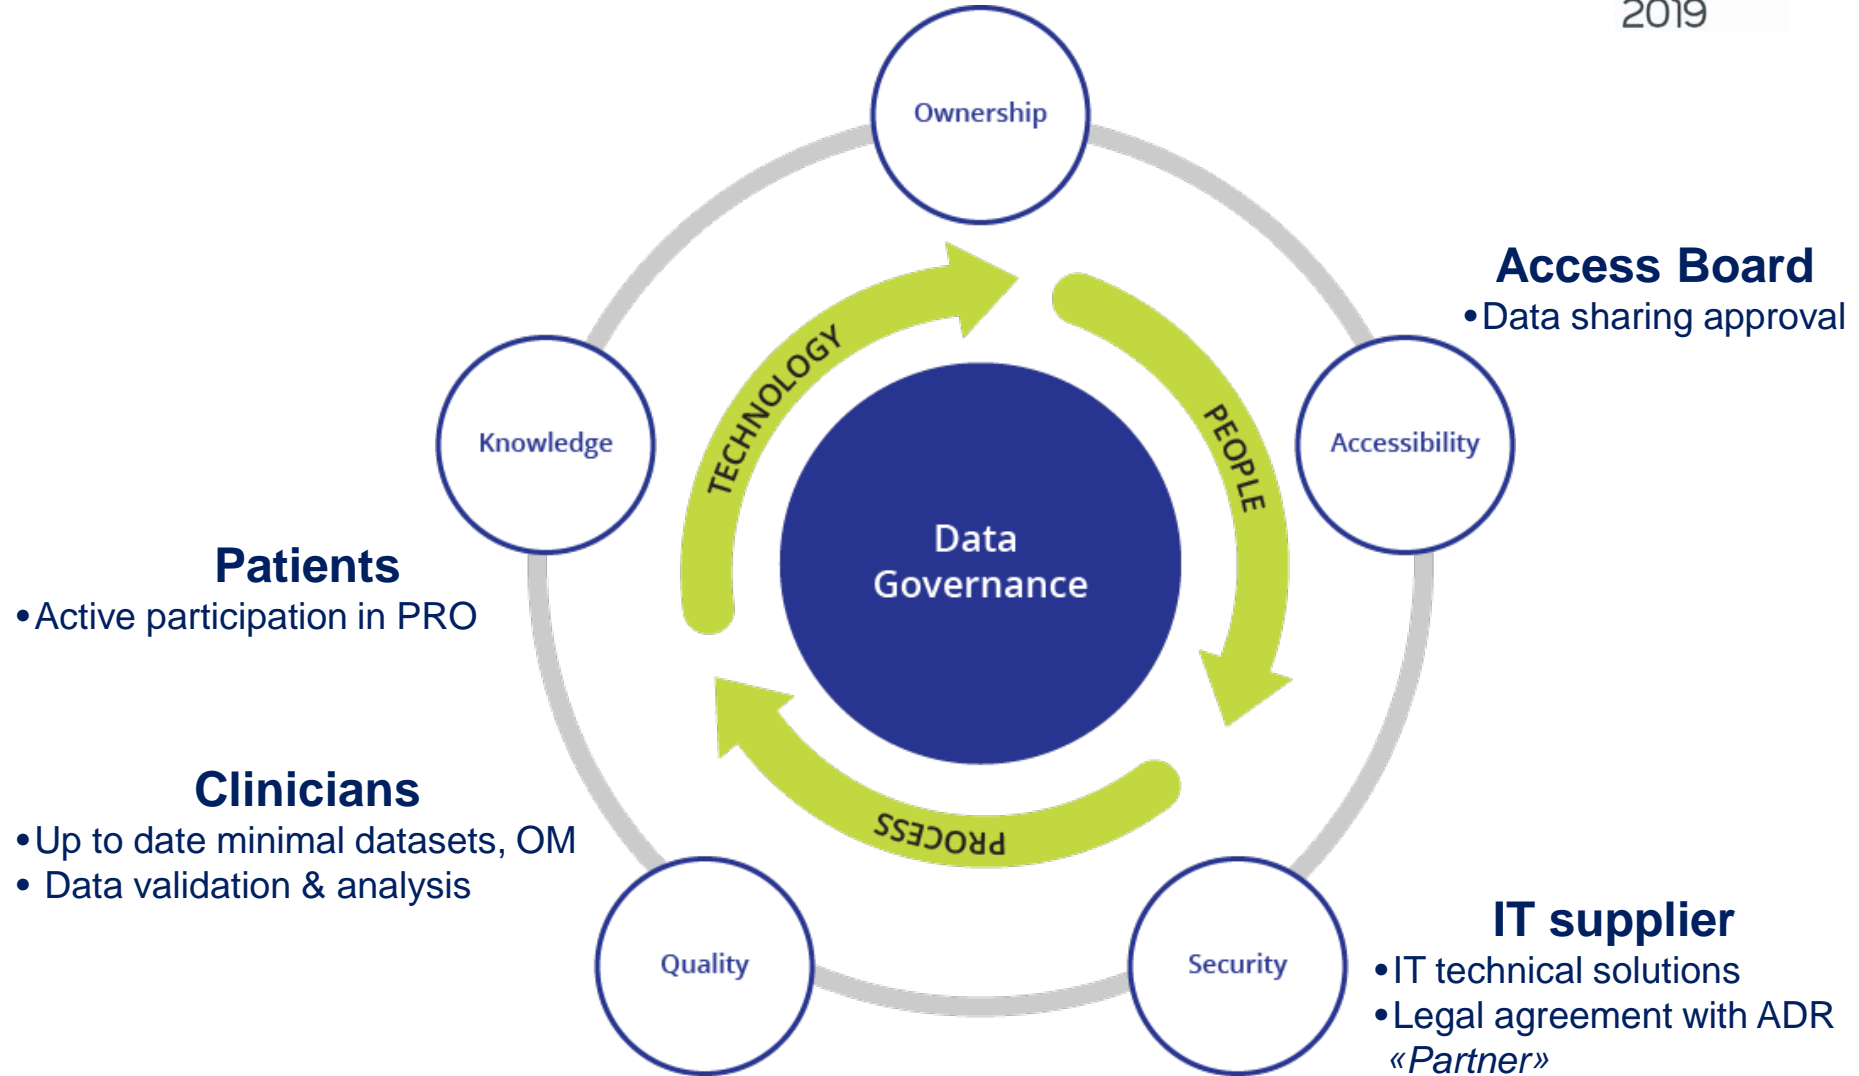 2019
Ownership
Access Board
•Data sharing approval
TECHNOLOGY
PEOPLE
Knowledge
Accessibility
Data
Governance
Patients
•Active participation in PRO
PROCESS
Clinicians
•Up to date minimal datasets, OM
• Data validation & analysis
Quality
Security
IT supplier
•IT technical solutions
•Legal agreement with ADR
«Partner»